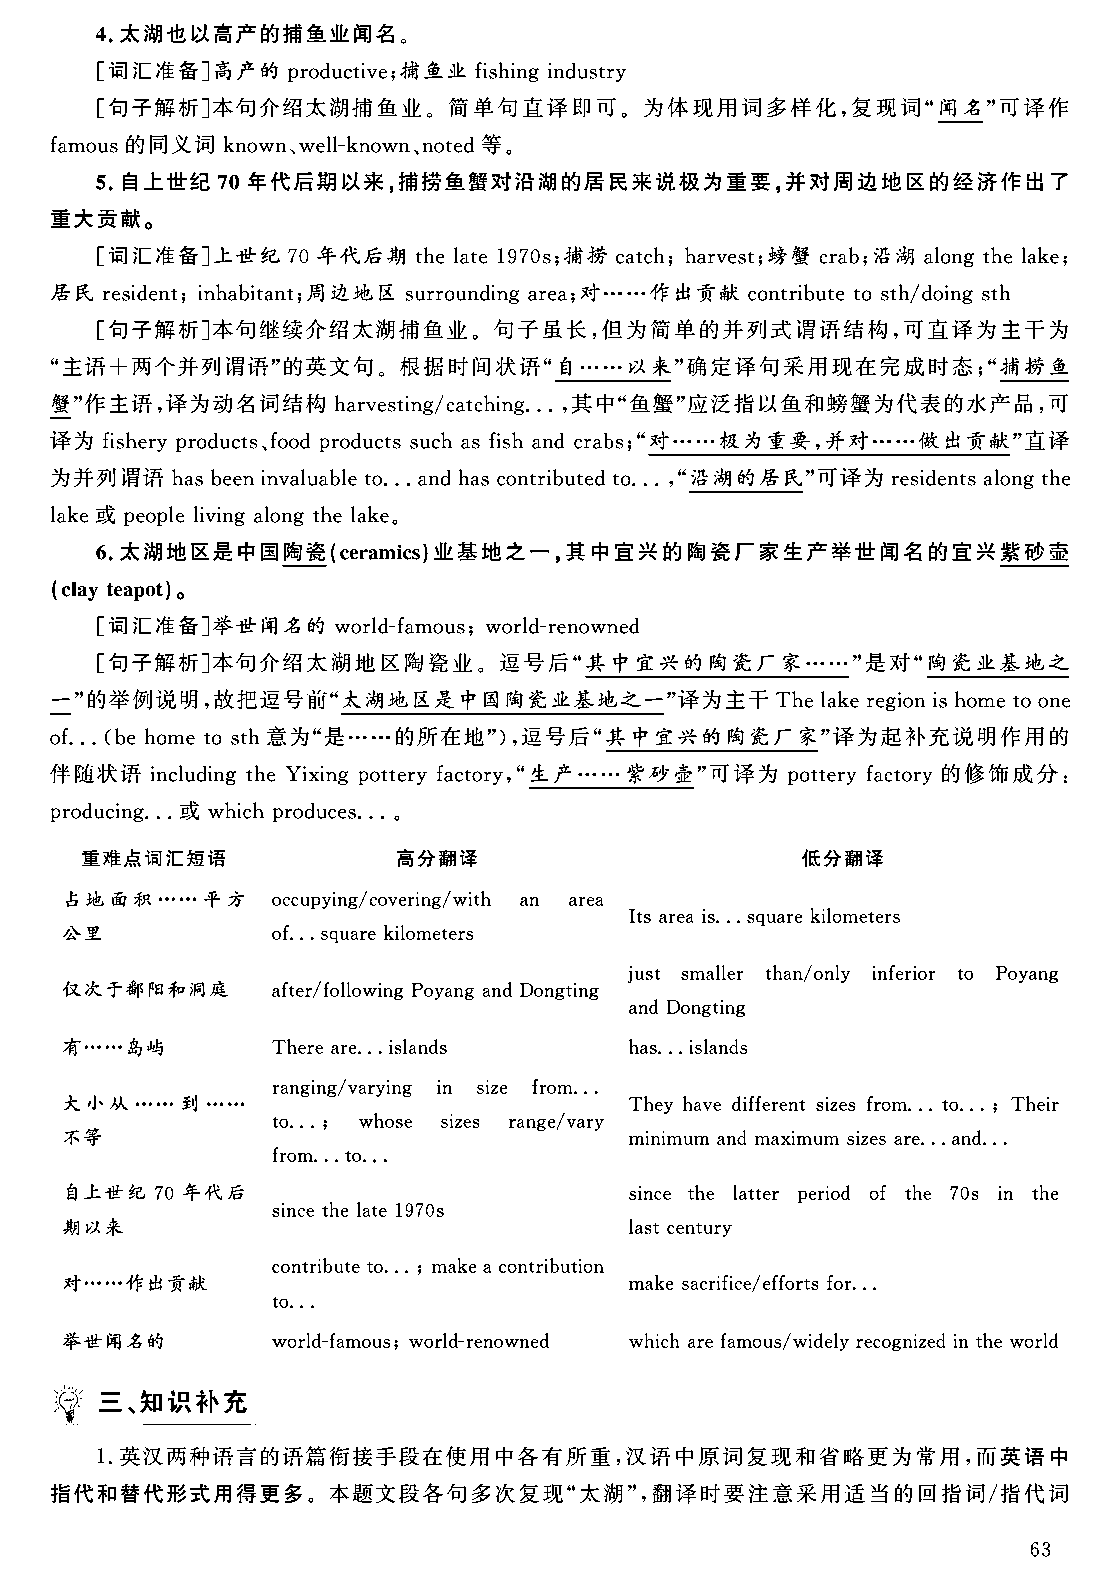 4. 太湖也以高产的捕鱼业闻名。
[词汇准备]高产的 productive;捕鱼业 fishing industry
[句子解析]本句介绍太湖捕鱼业。简单句直译即可。为体现用词多样化,复现词“闻名”可译作
famous 的同义词 known、well-known、noted 等。
5. 自上世纪 70 年代后期以来,捕捞鱼蟹对沿湖的居民来说极为重要,并对周边地区的经济作出了
重大贡献。
[词汇准备]上世纪 70 年代后期 the late 1970s;捕捞 catch; harvest;螃蟹 crab;沿湖 along the lake;
居民 resident; inhabitant;周边地区 surrounding area;对……作出贡献 contribute to sth/doing sth
[句子解析]本句继续介绍太湖捕鱼业。句子虽长,但为简单的并列式谓语结构,可直译为主干为
“主语+两个并列谓语”的英文句。根据时间状语“自……以来”确定译句采用现在完成时态;“捕捞鱼
蟹”作主语,译为动名词结构 harvesting/catching...,其中“鱼蟹”应泛指以鱼和螃蟹为代表的水产品,可
译为 fishery products、food products such as fish and crabs;“对……极为重要,并对……做出贡献”直译
为并列谓语 has been invaluable to... and has contributed to...,“沿湖的居民”可译为 residents along the
lake 或 people living along the lake。
6. 太湖地区是中国陶瓷(ceramics)业基地之一,其中宜兴的陶瓷厂家生产举世闻名的宜兴紫砂壶
(clay teapot)。
[词汇准备]举世闻名的 world-famous; world-renowned
[句子解析]本句介绍太湖地区陶瓷业。逗号后“其中宜兴的陶瓷厂家……”是对“陶瓷业基地之
一”的举例说明,故把逗号前“太湖地区是中国陶瓷业基地之一”译为主干 The lake region is home to one
of...(be home to sth 意为“是……的所在地”),逗号后“其中宜兴的陶瓷厂家”译为起补充说明作用的
伴随状语 including the Yixing pottery factory,“生产……紫砂壶”可译为 pottery factory 的修饰成分:
producing...或 which produces...。
重难点词汇短语 高分翻译 低分翻译
占地面积……平方 occupying/covering/with an area
公里 of...square kilometers
Its area is...square kilometers
仅次于鄱阳和洞庭 after/following Poyang and Dongting
just smaller than/only inferior to Poyang
and Dongting
有……岛屿 There are...islands has...islands
大小从……到……
不等
ranging/varying in size from...
to...; whose sizes range/vary
from...to...
They have different sizes from...to...; Their
minimum and maximum sizes are...and...
自上世纪 70 年代后
期以来
since the late 1970s
since the latter period of the 70s in the
last century
对……作出贡献
contribute to...; make a contribution
to...
make sacrifice/efforts for...
举世闻名的 world-famous; world-renowned which are famous/widely recognized in the world
三、知识补充
1. 英汉两种语言的语篇衔接手段在使用中各有所重,汉语中原词复现和省略更为常用,而英语中
指代和替代形式用得更多。本题文段各句多次复现“太湖”,翻译时要注意采用适当的回指词/指代词
63